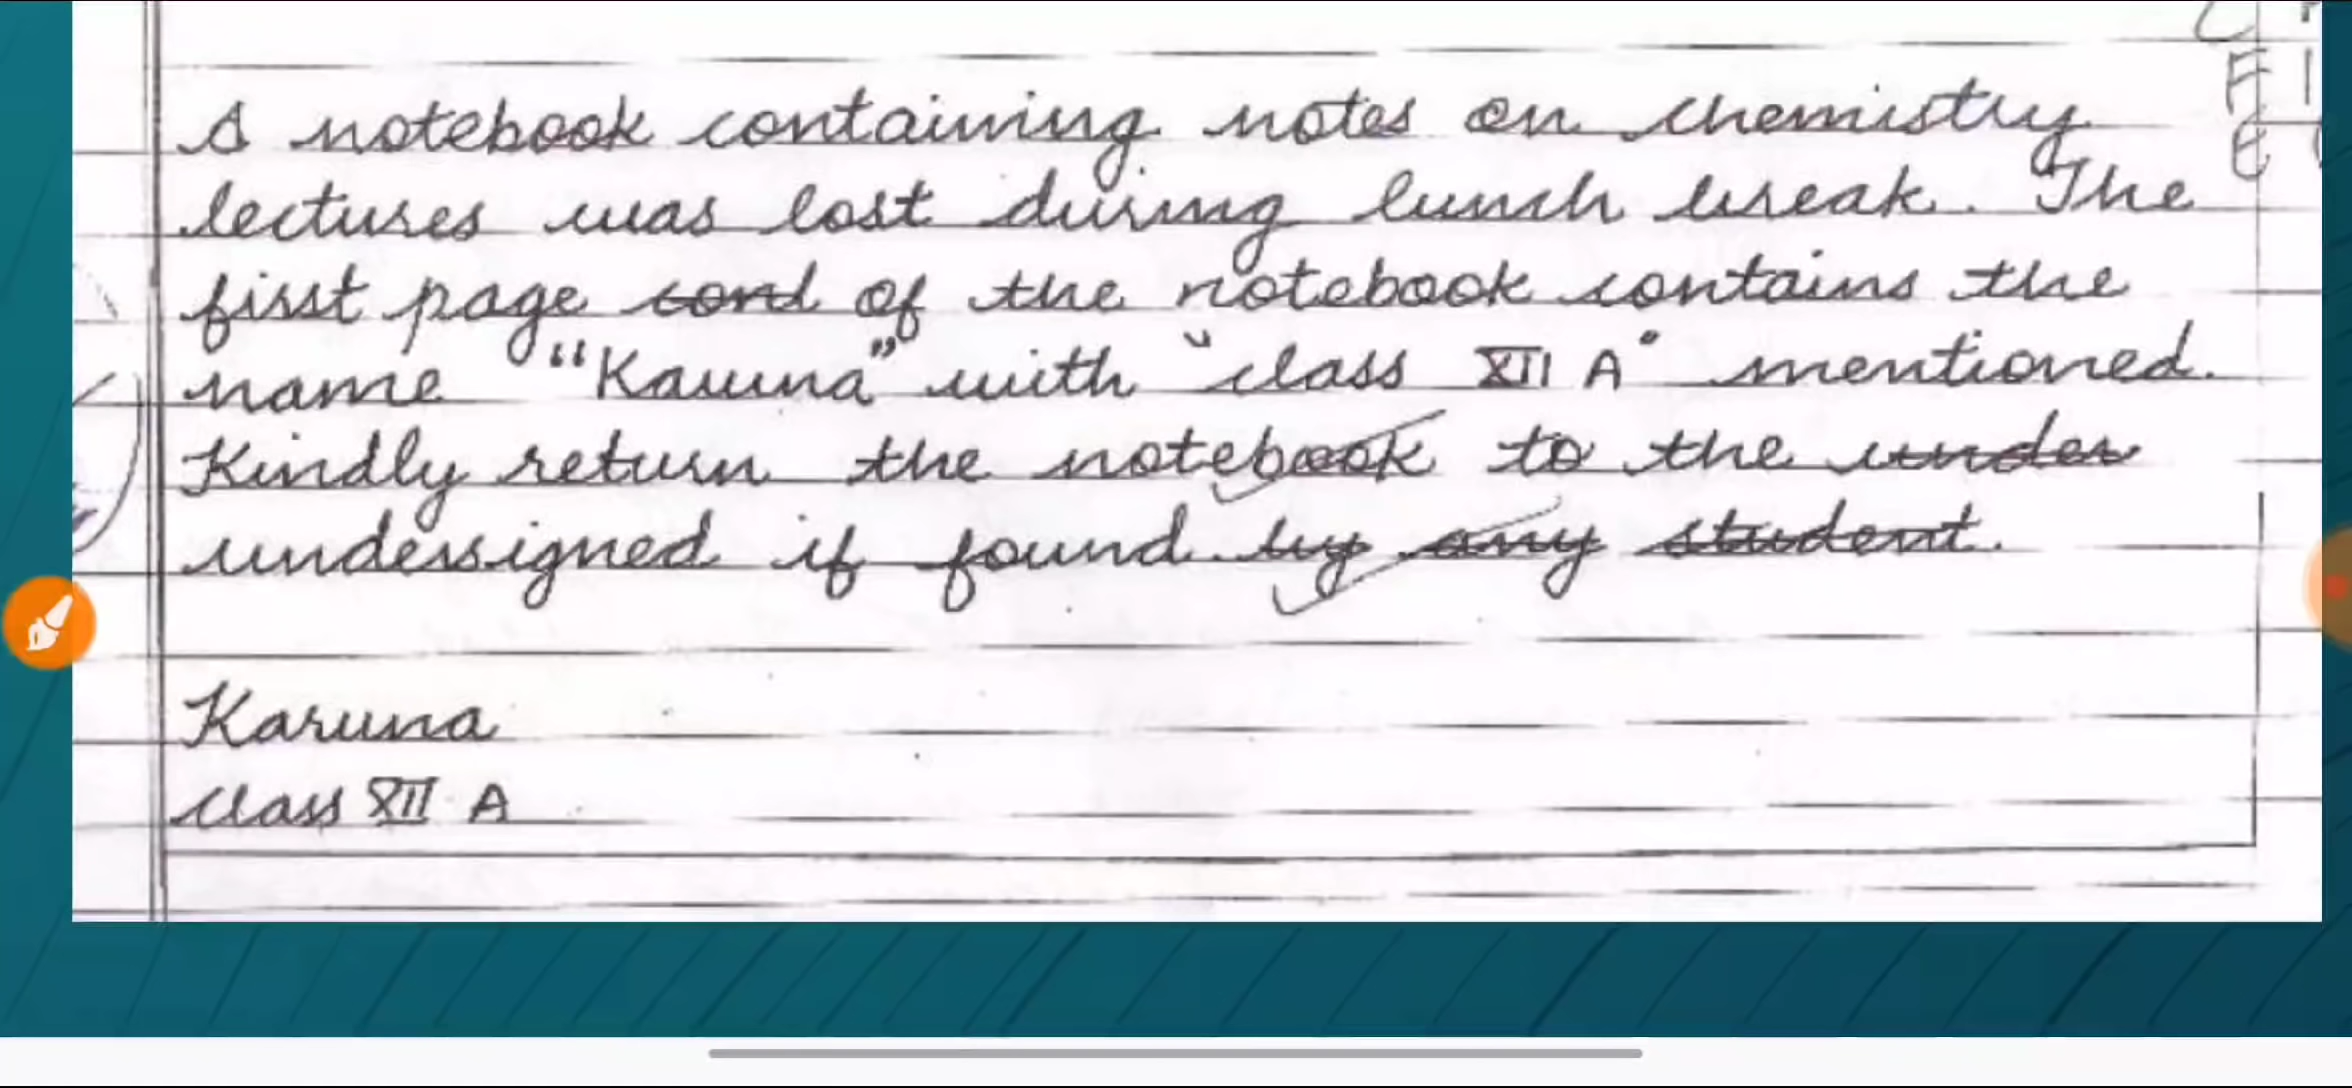 A notebook containing notes on chemistry
lectures was lost during lunch break. The
first page cont of the notebook contains the
name "Karuna" with "class XII A" mentioned.
Kindly return the notebook to the under
undersigned if found by any student.
Karuna
Class XII A